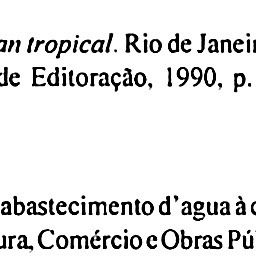 an tropical. Rio de Janei
de Editoração, 1990, p.
abastecimento d'agua à c
ura, Comércio e Obras Pú